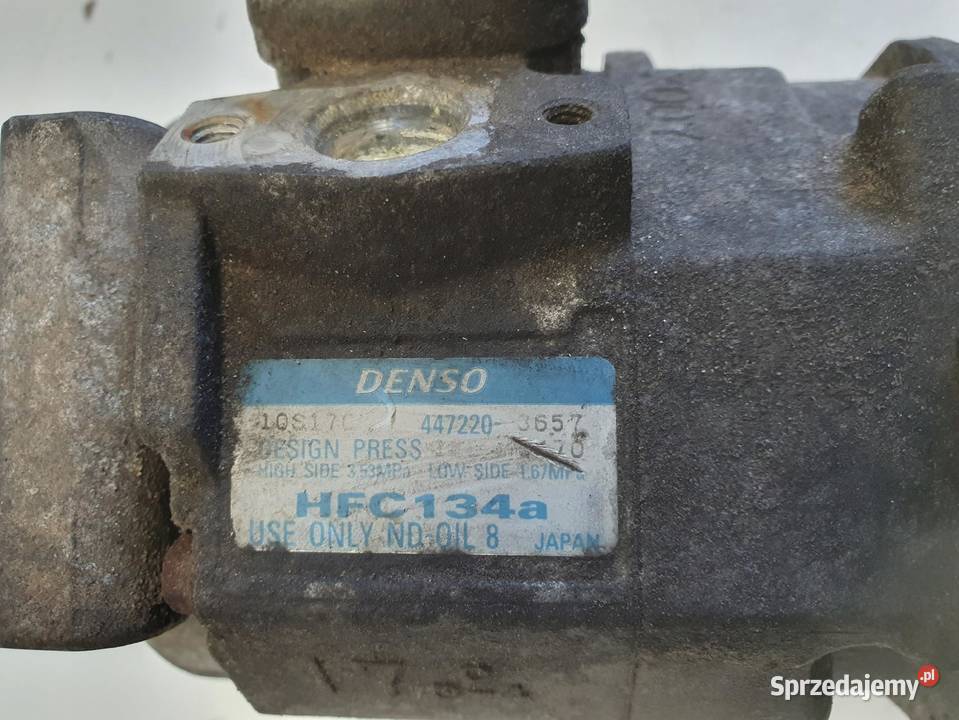 DENSO
10S17C 447220-3657
DESIGN PRESS
HIGH SIDE 3.53MPa LOW SIDE 1.67MPa
HFC134a
USE ONLY ND-OIL 8 JAPAN
Sprzedajemy.pl